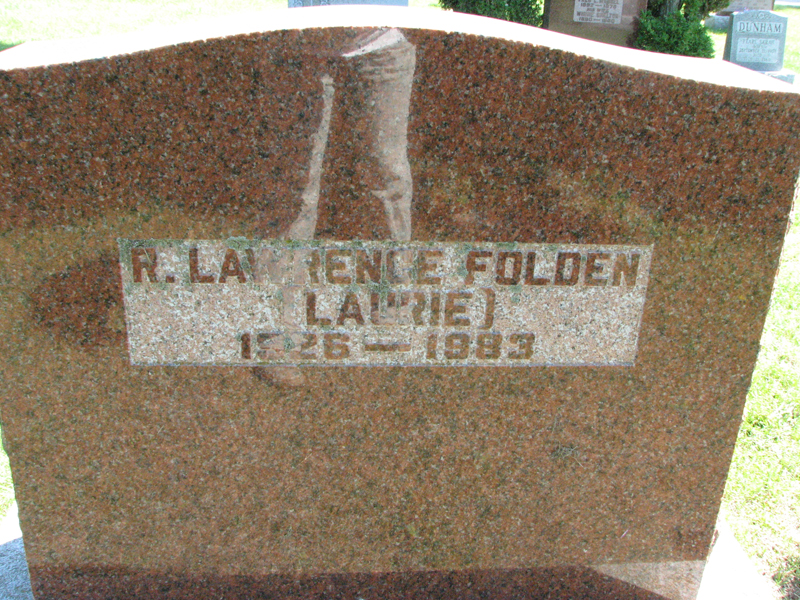 DUNHAM
R. LAWRENCE FOLDEN
(LAURIE)
1926 — 1983